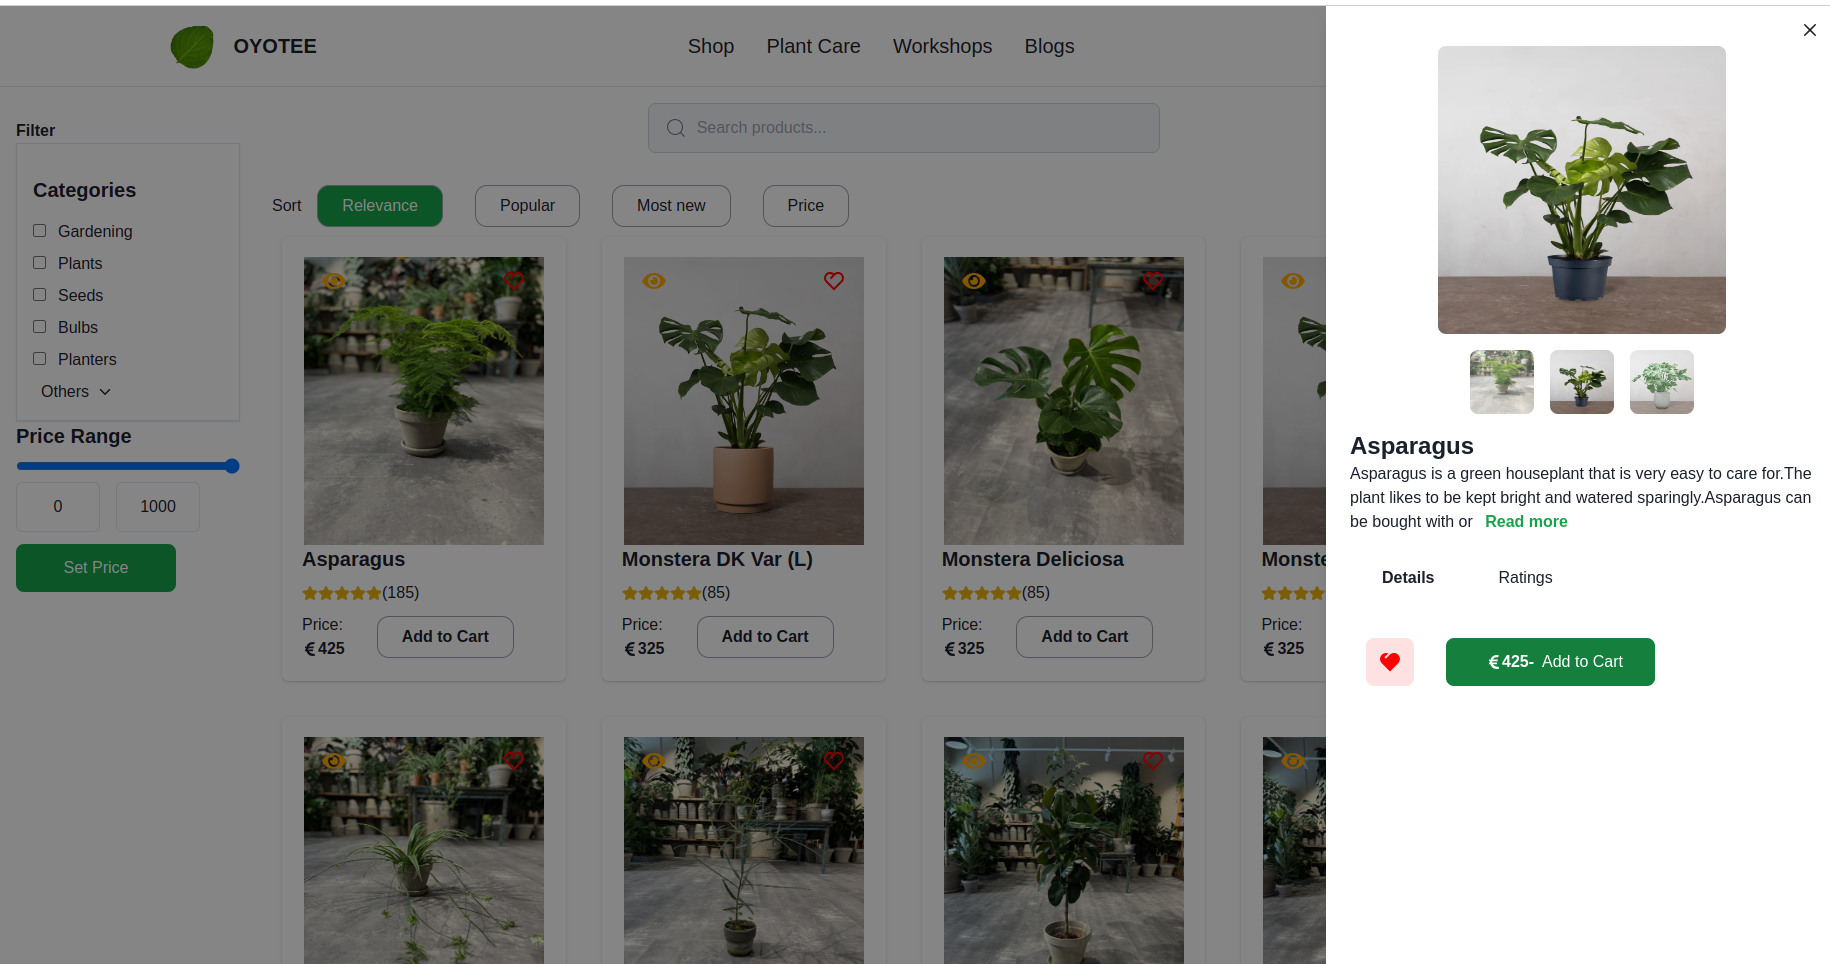 OYOTEE
Shop
Plant Care
Workshops
Blogs
Search products...
Filter
Categories
Gardening
Plants
Seeds
Bulbs
Planters
Others
Price Range
0
1000
Set Price
Sort
Relevance
Popular
Most new
Price
Asparagus
(185)
Price:
€425
Add to Cart
Monstera DK Var (L)
(85)
Price:
€325
Add to Cart
Monstera Deliciosa
(85)
Price:
€325
Add to Cart
Monste
Price:
€325
Asparagus
Asparagus is a green houseplant that is very easy to care for.The
plant likes to be kept bright and watered sparingly.Asparagus can
be bought with or Read more
Details
Ratings
€425- Add to Cart